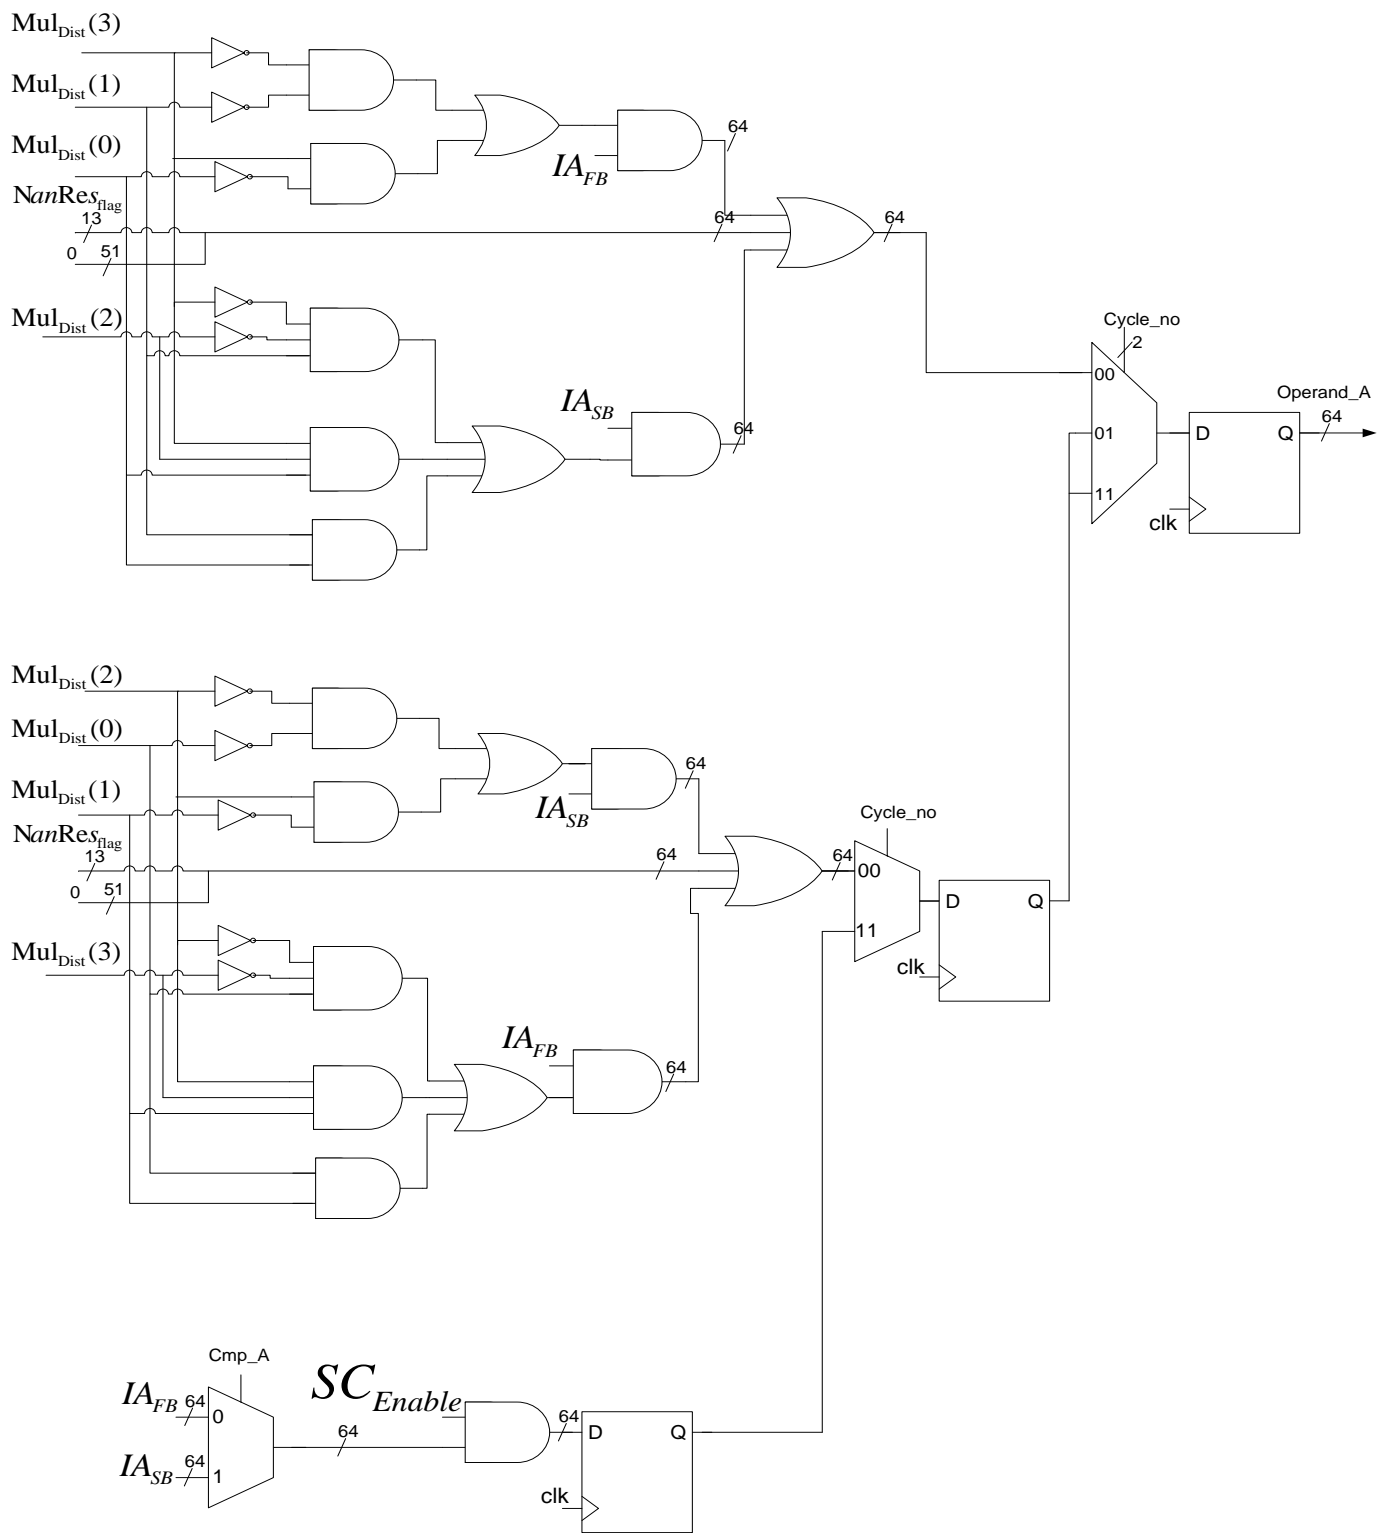 Mul_Dist(3)
Mul_Dist(1)
Mul_Dist(0)
IA_FB
64
NanRes_flag
13
64
64
0
51
Mul_Dist(2)
Cycle_no
2
00
01
11
IA_SB
64
Operand_A
64
D
Q
clk
Mul_Dist(2)
Mul_Dist(0)
Mul_Dist(1)
IA_SB
64
NanRes_flag
13
64
64
0
51
Cycle_no
00
11
D
Q
clk
Mul_Dist(3)
IA_FB
64
Cmp_A
IA_FB
64
0
IA_SB
64
1
64
SC_Enable
64
D
Q
clk